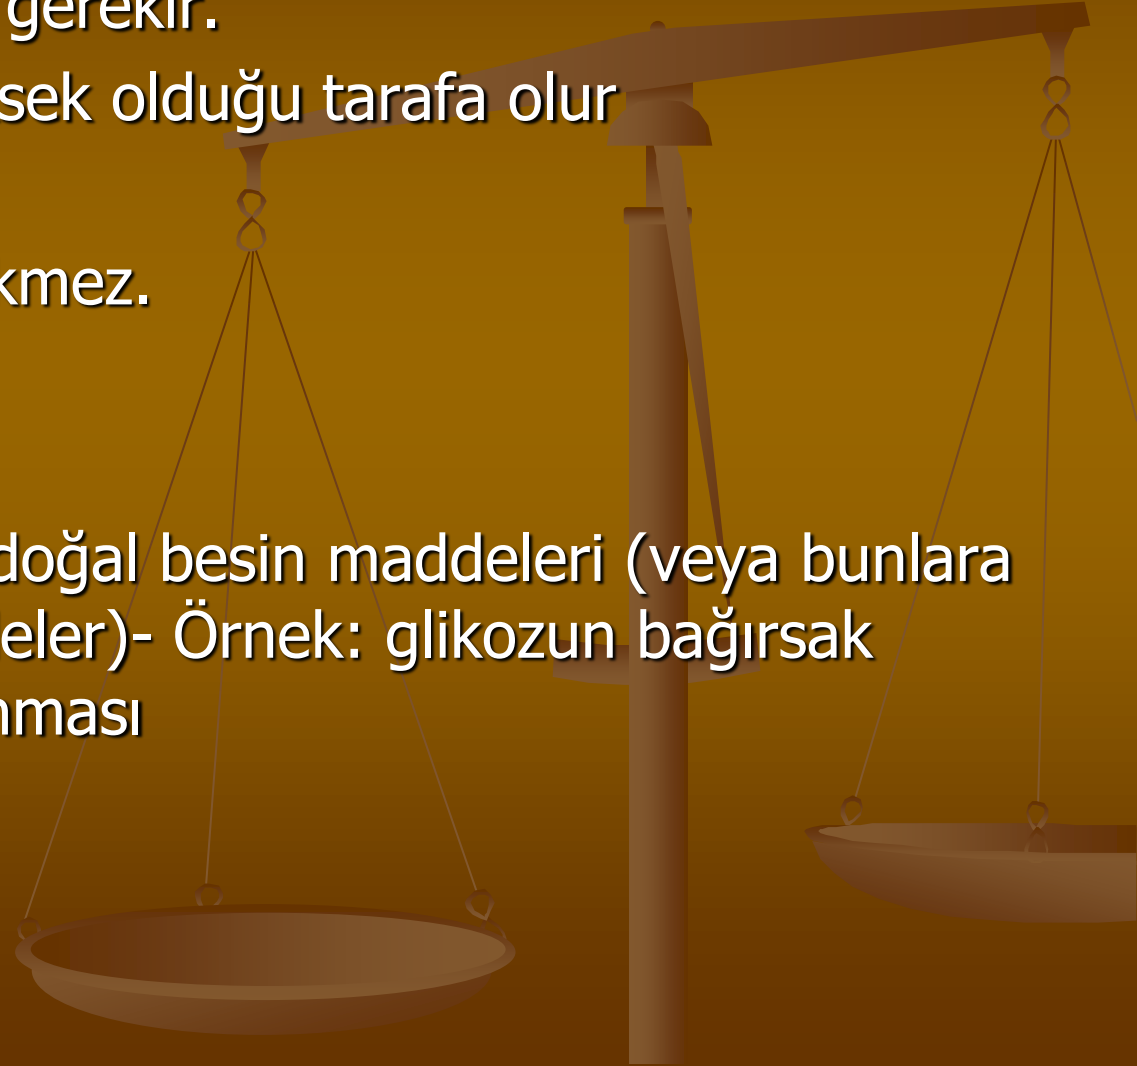 gerekir.
sek olduğu tarafa olur
kmez.
doğal besin maddeleri (veya bunlara
eler)- Örnek: glikozun bağırsak
nması